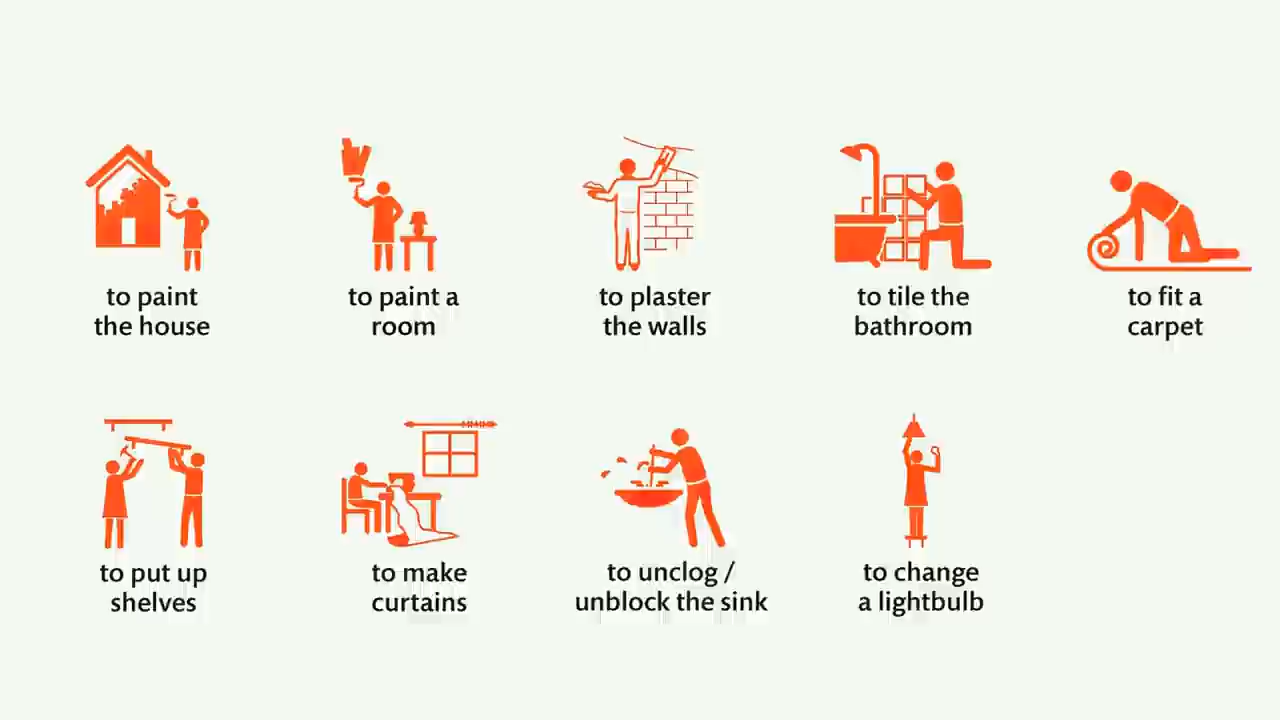 to paint
the house
to paint a
room
to plaster
the walls
to tile the
bathroom
to fit a
carpet
to put up
shelves
to make
curtains
to unclog /
unblock the sink
to change
a lightbulb